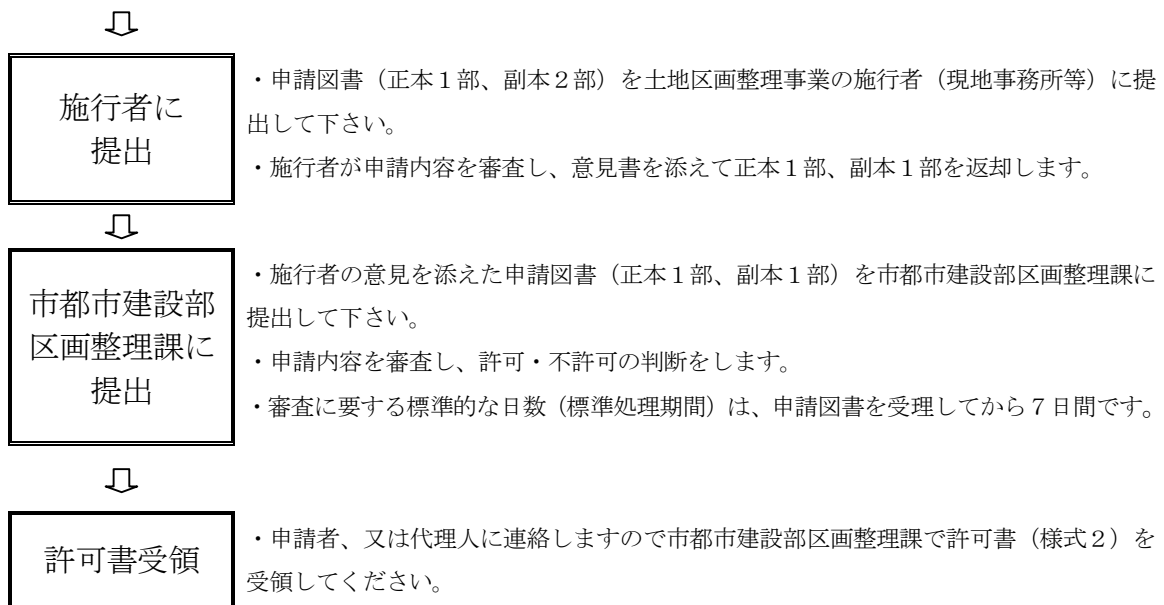 施行者に
提出
・申請図書（正本１部、副本２部）を土地区画整理事業の施行者（現地事務所等）に提
出して下さい。
・施行者が申請内容を審査し、意見書を添えて正本１部、副本１部を返却します。
市都市建設部
区画整理課に
提出
・施行者の意見を添えた申請図書（正本１部、副本１部）を市都市建設部区画整理課に
提出して下さい。
・申請内容を審査し、許可・不許可の判断をします。
・審査に要する標準的な日数（標準処理期間）は、申請図書を受理してから７日間です。
許可書受領
・申請者、又は代理人に連絡しますので市都市建設部区画整理課で許可書（様式２）を
受領してください。